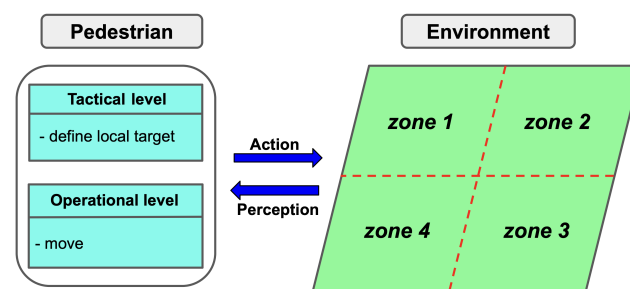 Pedestrian
Environment
Tactical level
- define local target
Operational level
- move
Action
Perception
zone 1
zone 2
zone 4
zone 3